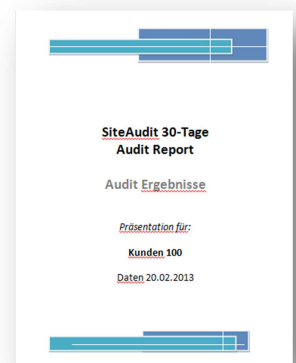 SiteAudit 30-Tage
Audit Report
Audit Ergebnisse
Präsentation für:
Kunden 100
Daten 20.02.2013